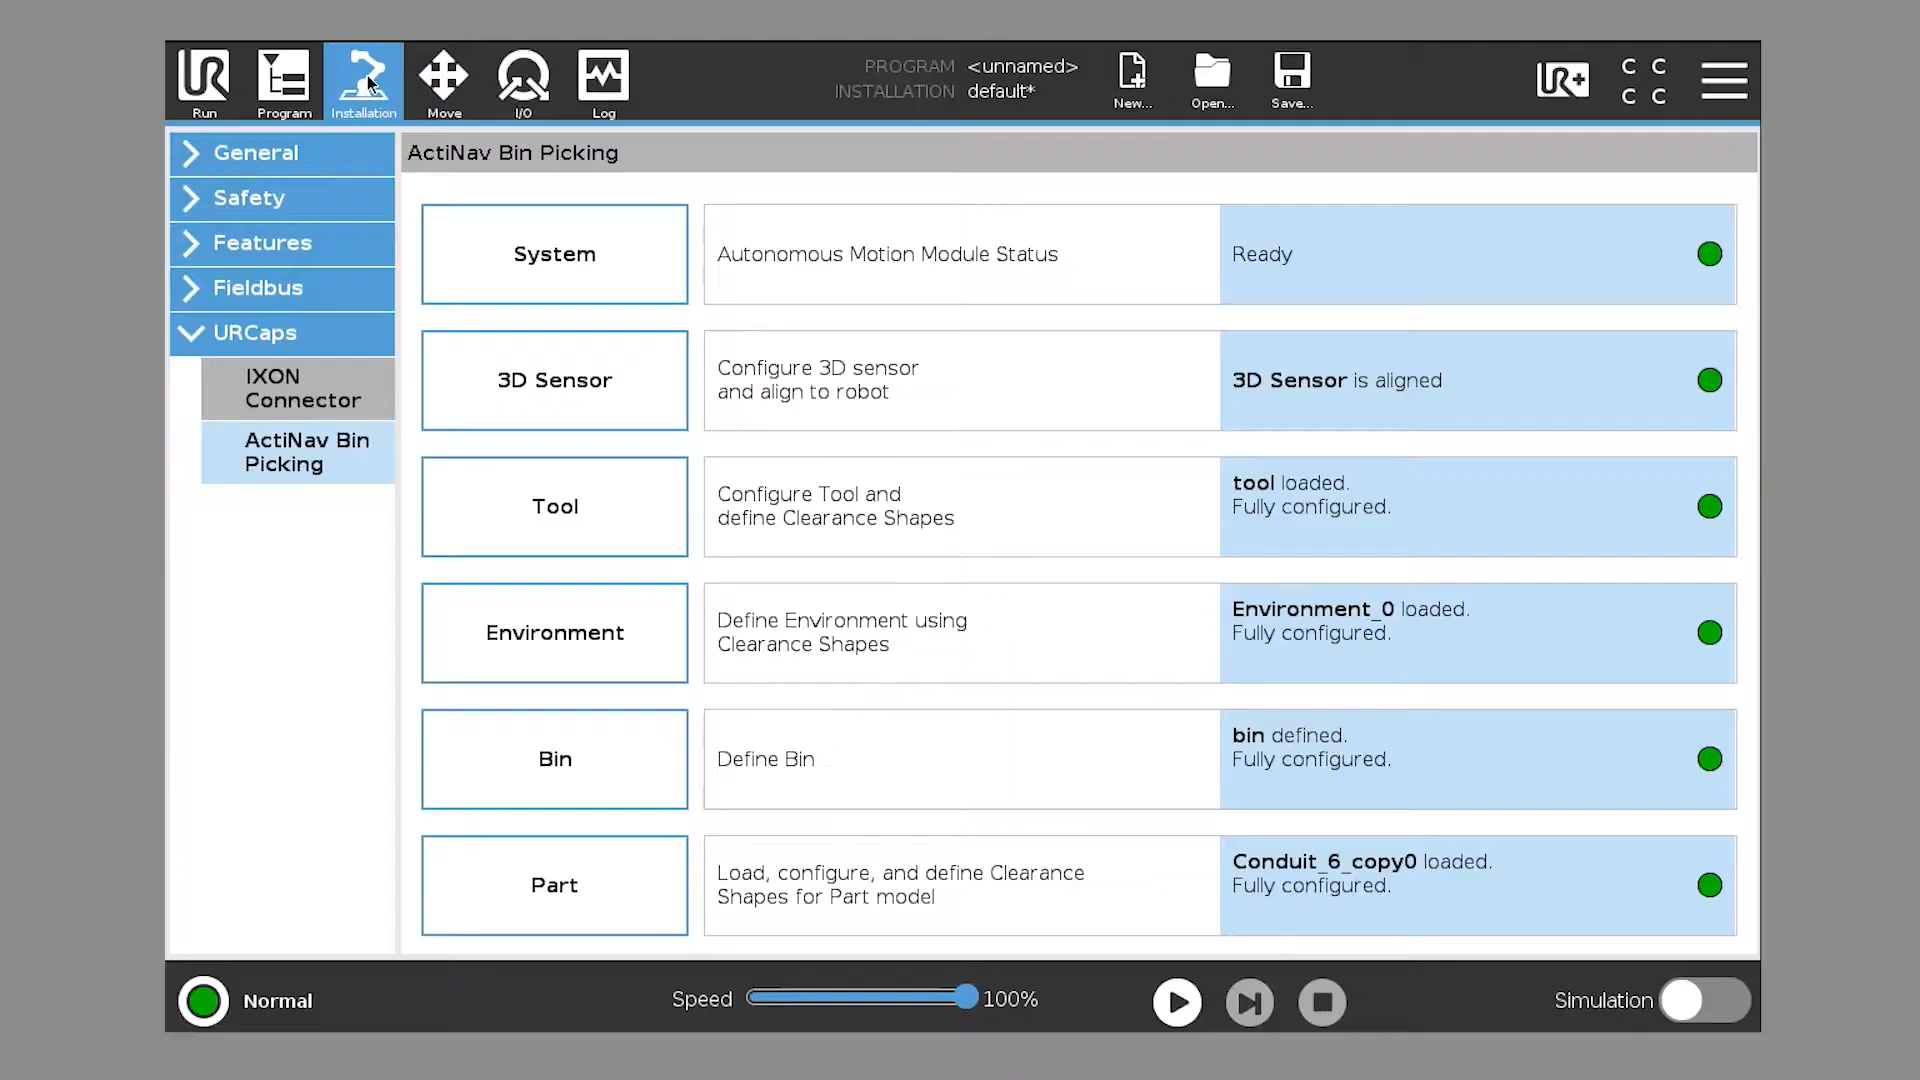 Run
Program
Installation
Move
I/O
Log
PROGRAM <unnamed>
INSTALLATION default*
New...
Open...
Save...
UR+
C C
C C
General
Safety
Features
Fieldbus
URCaps
IXON
Connector
ActiNav Bin
Picking
ActiNav Bin Picking
System
Autonomous Motion Module Status
Ready
3D Sensor
Configure 3D sensor
and align to robot
3D Sensor is aligned
Tool
Configure Tool and
define Clearance Shapes
tool loaded.
Fully configured.
Environment
Define Environment using
Clearance Shapes
Environment_0 loaded.
Fully configured.
Bin
Define Bin
bin defined.
Fully configured.
Part
Load, configure, and define Clearance
Shapes for Part model
Conduit_6_copy0 loaded.
Fully configured.
Normal
Speed 100%
Simulation